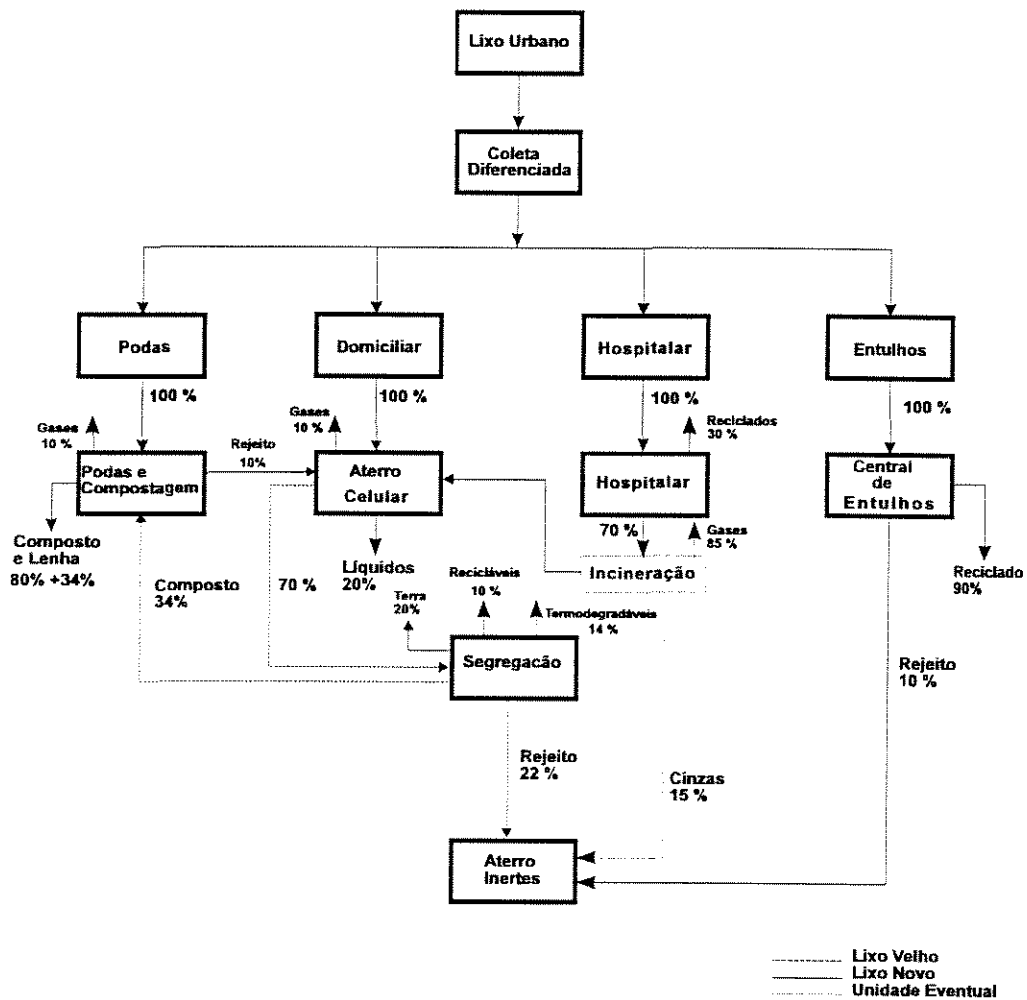 Lixo Urbano
Coleta
Diferenciada
Podas
Domiciliar
Hospitalar
Entulhos
100 %
100 %
100 %
100 %
Gases
10 %
Gases
10 %
Reciclados
30 %
Rejeito
10%
Podas e
Compostagem
Aterro
Celular
Hospitalar
Central
de
Entulhos
70 %
Gases
85 %
Composto
e Lenha
80% +34%
Composto
34%
70 %
Líquidos
20%
Incineração
Reciclado
90%
Terra
20%
Recicláveis
10 %
Termodegradáveis
14 %
Segregacão
Rejeito
10 %
Rejeito
22 %
Cinzas
15 %
Aterro
Inertes
Lixo Velho
Lixo Novo
Unidade Eventual